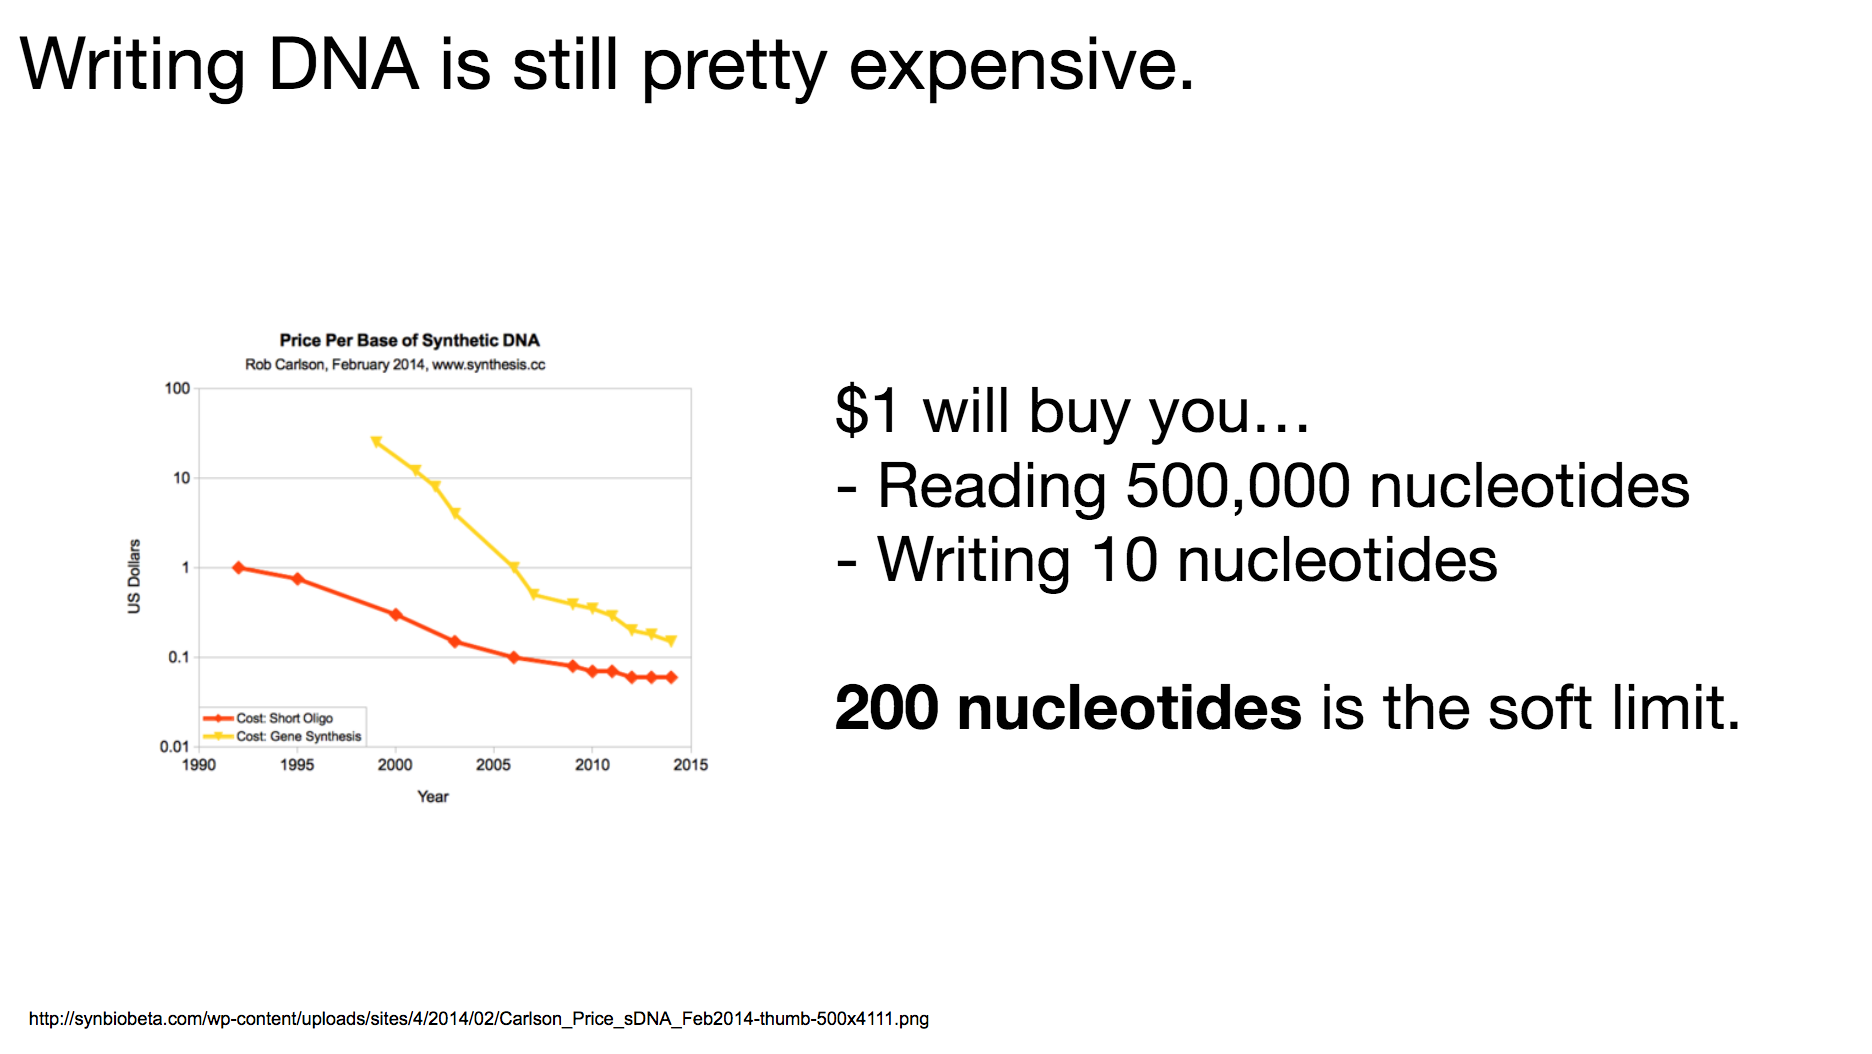 Writing DNA is still pretty expensive.
Price Per Base of Synthetic DNA
Rob Carlson, February 2014, www.synthesis.cc
100
10
1
0.1
0.01
US Dollars
Cost: Short Oligo
Cost: Gene Synthesis
1990 1995 2000 2005 2010 2015
Year
$1 will buy you…
- Reading 500,000 nucleotides
- Writing 10 nucleotides
200 nucleotides is the soft limit.
http://synbiobeta.com/wp-content/uploads/sites/4/2014/02/Carlson_Price_sDNA_Feb2014-thumb-500x4111.png